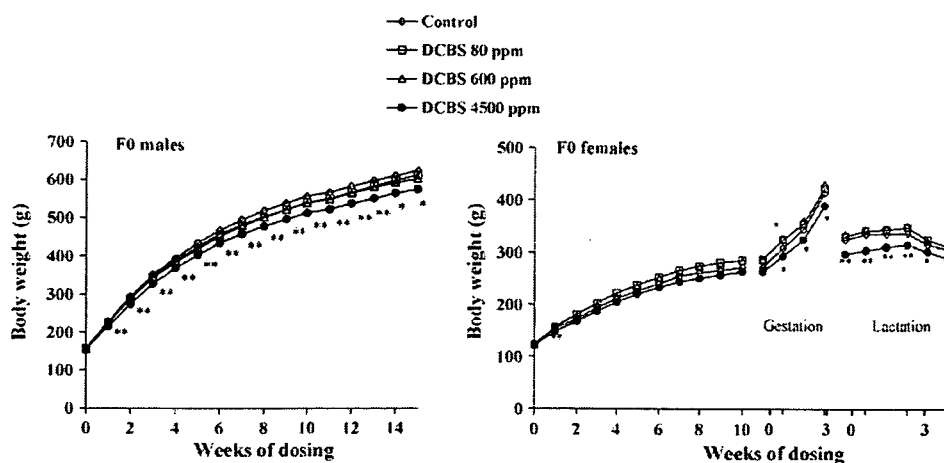 Control
DCBS 80 ppm
DCBS 600 ppm
DCBS 4500 ppm
F0 males
Body weight (g)
700
600
500
400
300
200
100
0
0 2 4 6 8 10 12 14
Weeks of dosing
** ** ** ** ** ** ** ** ** ** ** ** ** * *
F0 females
Body weight (g)
500
400
300
200
100
0
** * * * * ** ** ** ** *
Gestation Lactation
0 2 4 6 8 10 0 3 0 3
Weeks of dosing